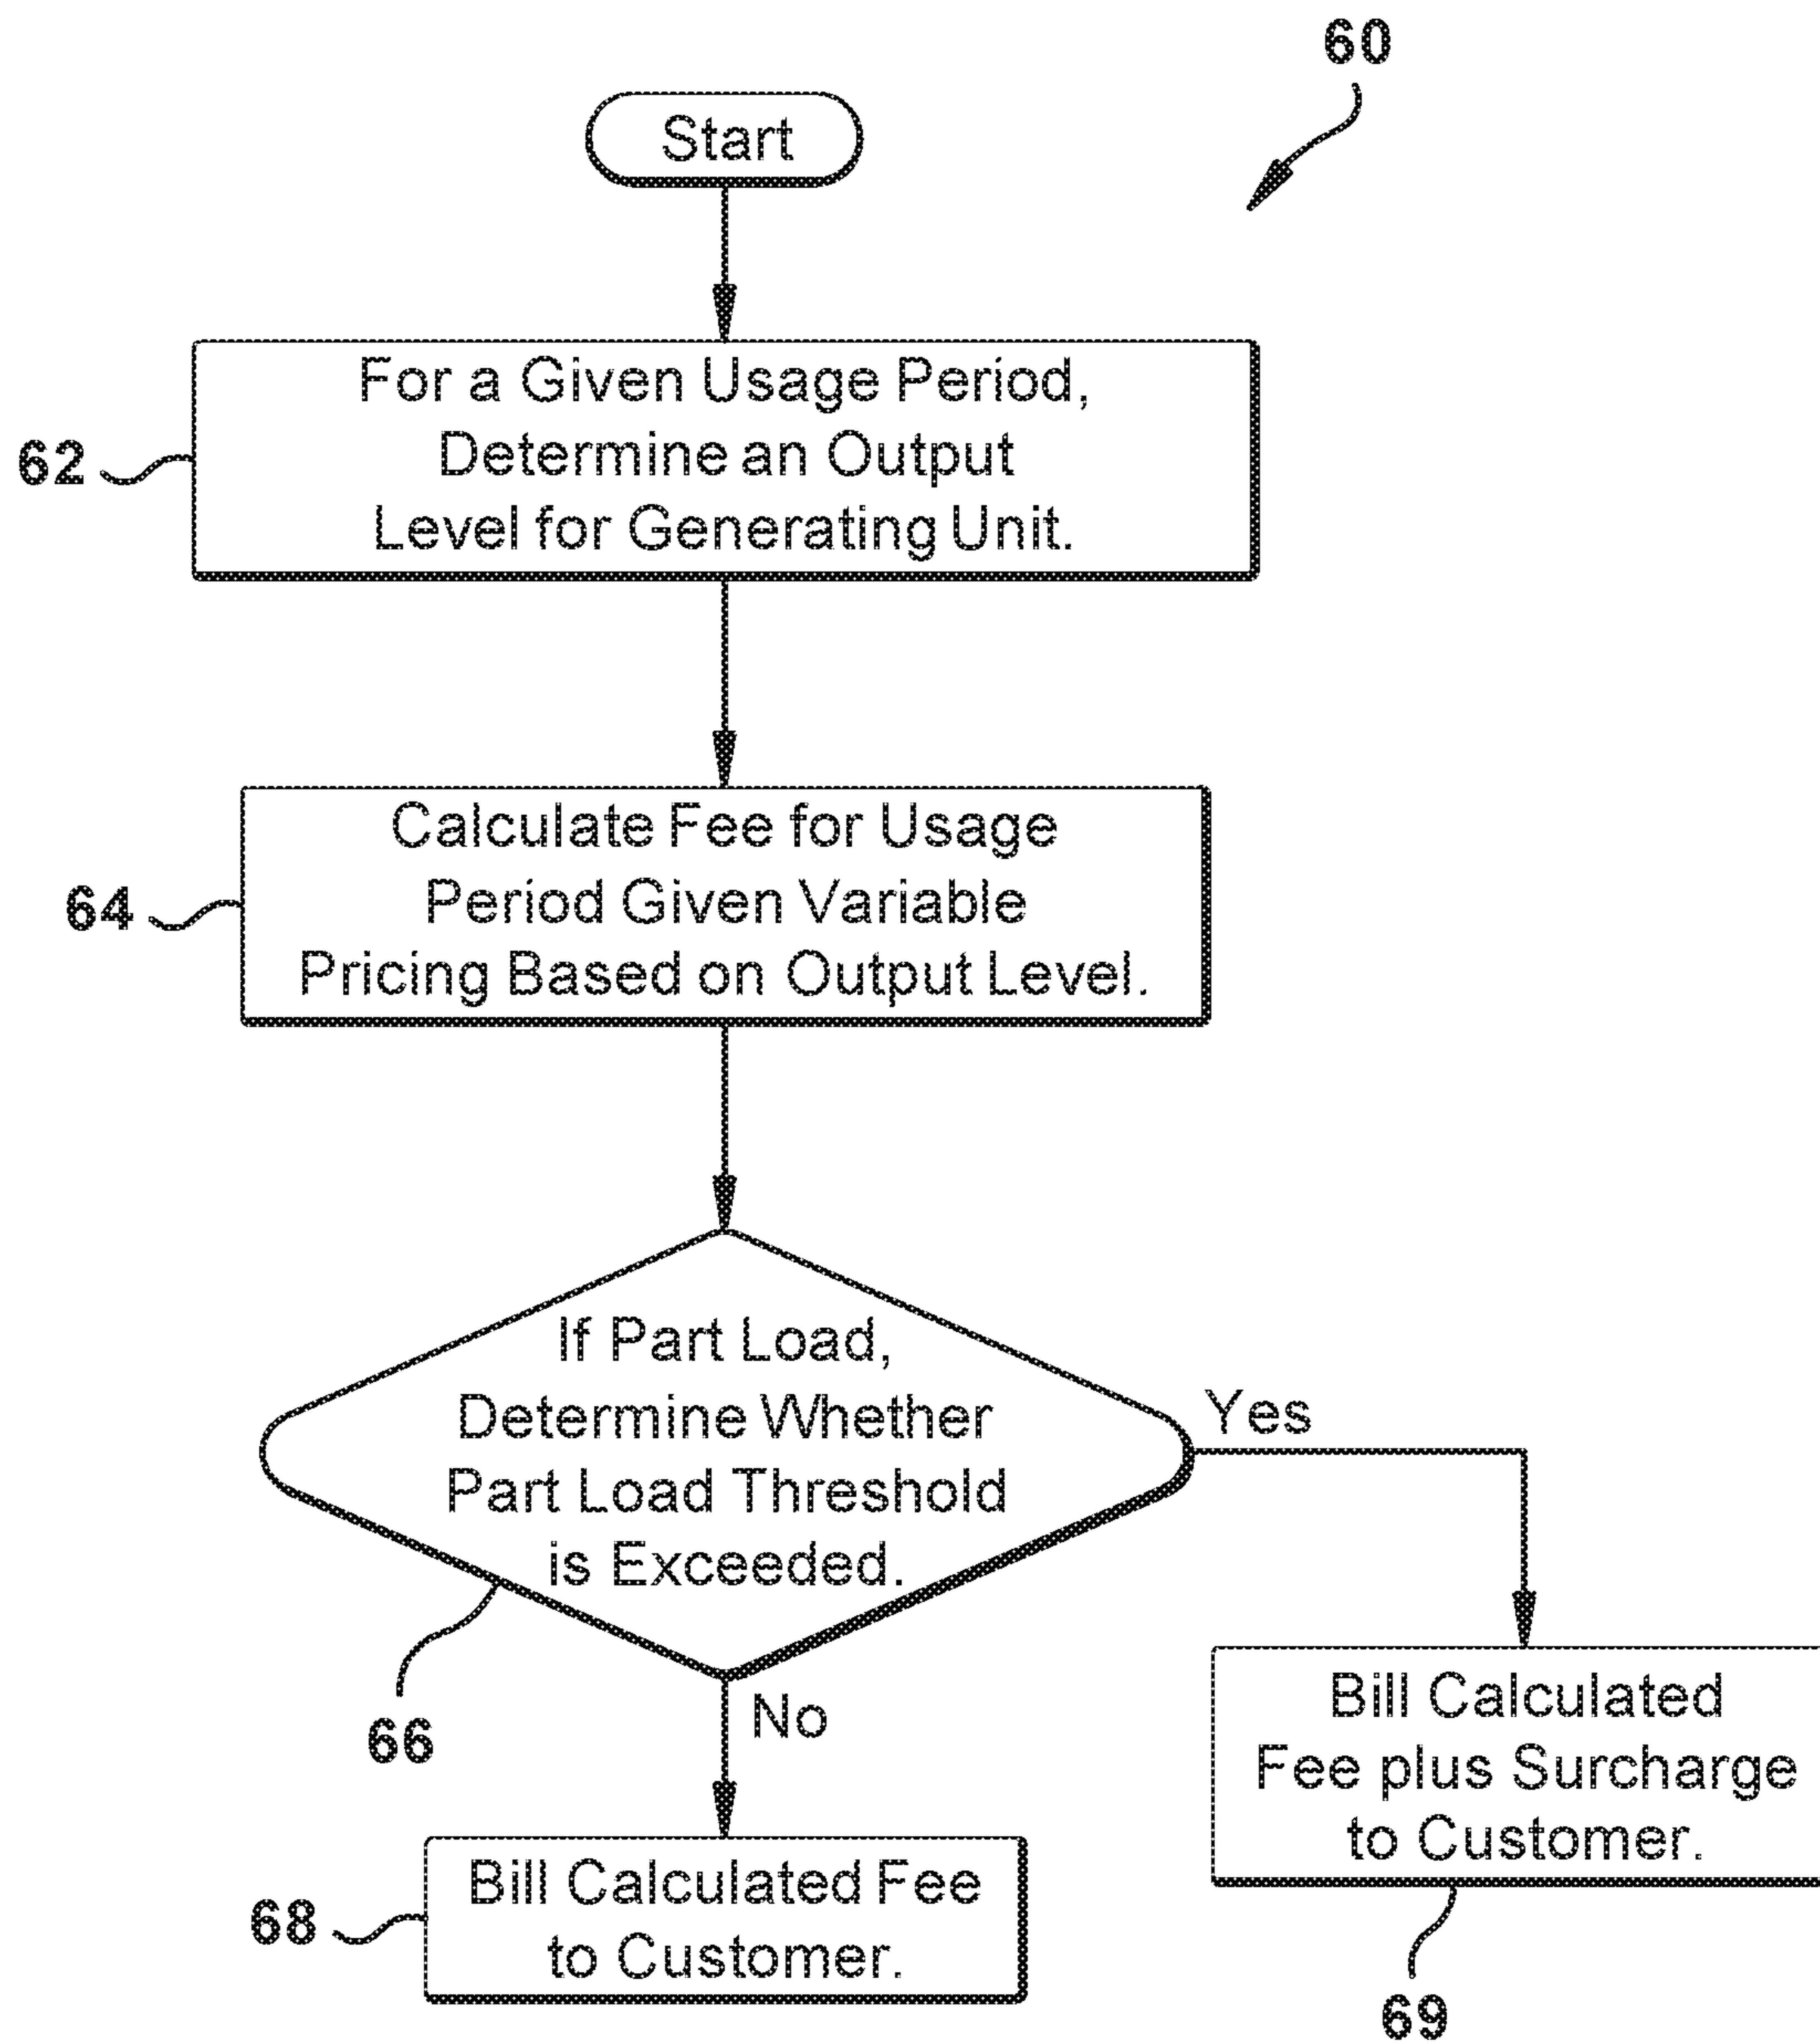 60
Start
For a Given Usage Period,
Determine an Output
Level for Generating Unit.
62
Calculate Fee for Usage
Period Given Variable
Pricing Based on Output Level.
64
If Part Load,
Determine Whether
Part Load Threshold
is Exceeded.
Yes
66
No
Bill Calculated
Fee plus Surcharge
to Customer.
Bill Calculated Fee
to Customer.
68
69